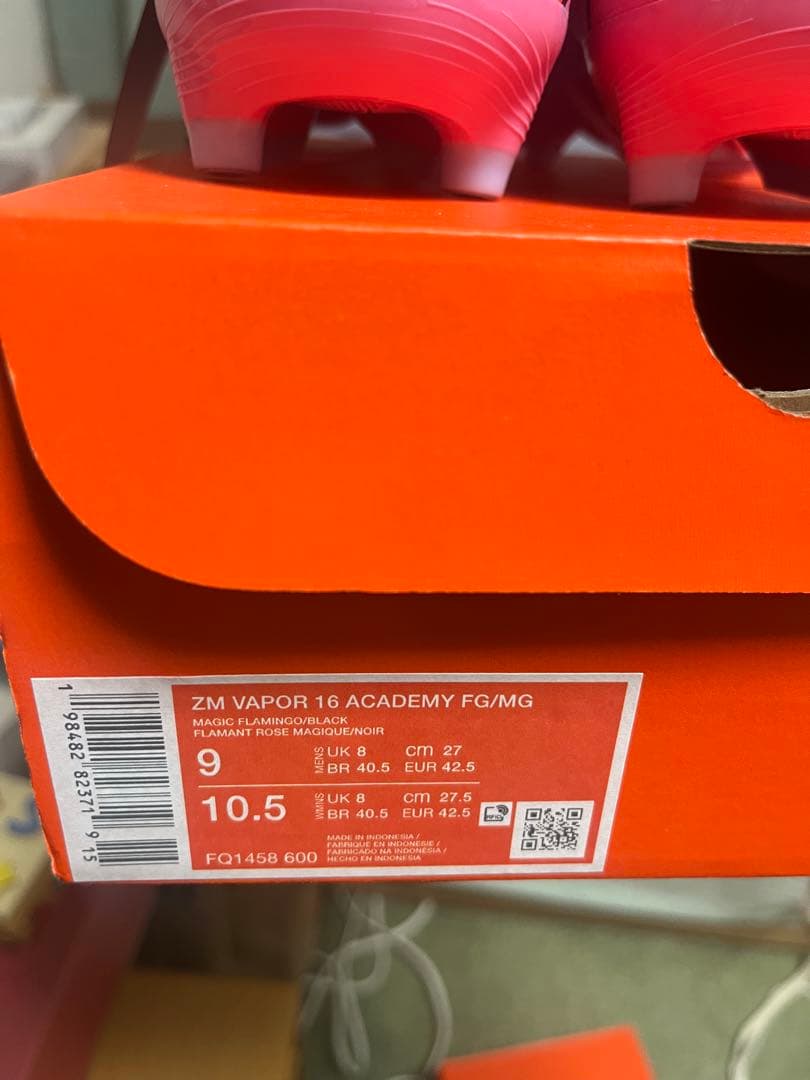 ZM VAPOR 16 ACADEMY FG/MG
MAGIC FLAMINGO/BLACK
FLAMANT ROSE MAGIQUE/NOIR
9 MENS UK 8 cm 27
BR 40.5 EUR 42.5
10.5 WMNS UK 8 cm 27.5
BR 40.5 EUR 42.5
FQ1458 600
MADE IN INDONESIA /
FABRIQUE EN INDONESIE /
FABRICADO NA INDONÉSIA /
HECHO EN INDONESIA
1 98482 82371 9 15